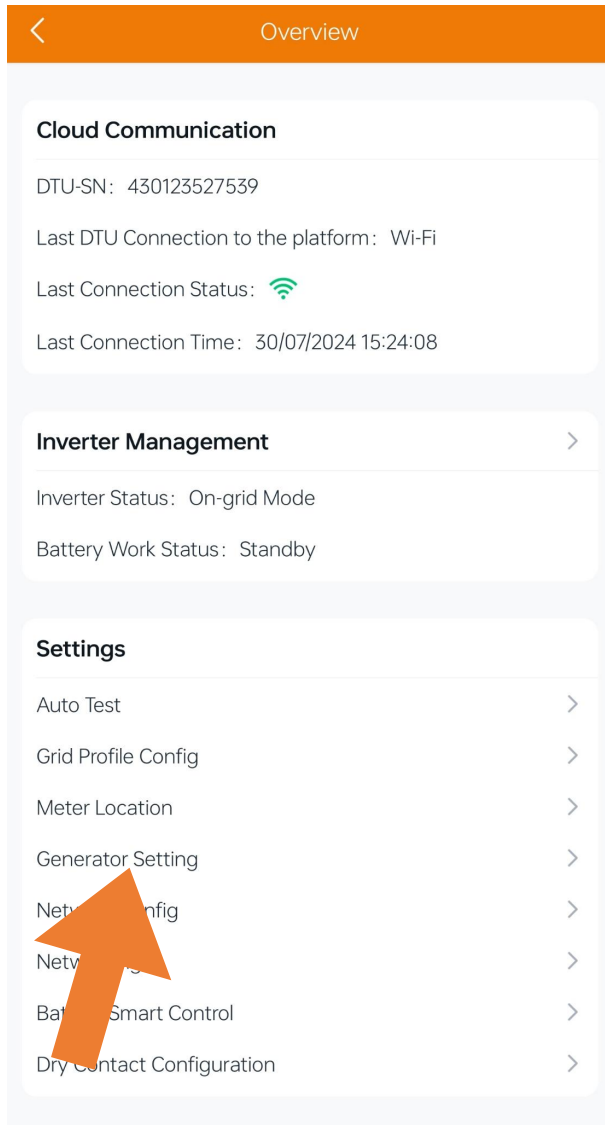 Overview
Cloud Communication
DTU-SN: 430123527539
Last DTU Connection to the platform: Wi-Fi
Last Connection Status:
Last Connection Time: 30/07/2024 15:24:08
Inverter Management
Inverter Status: On-grid Mode
Battery Work Status: Standby
Settings
Auto Test
Grid Profile Config
Meter Location
Generator Setting
Smart Control
Dry Contact Configuration